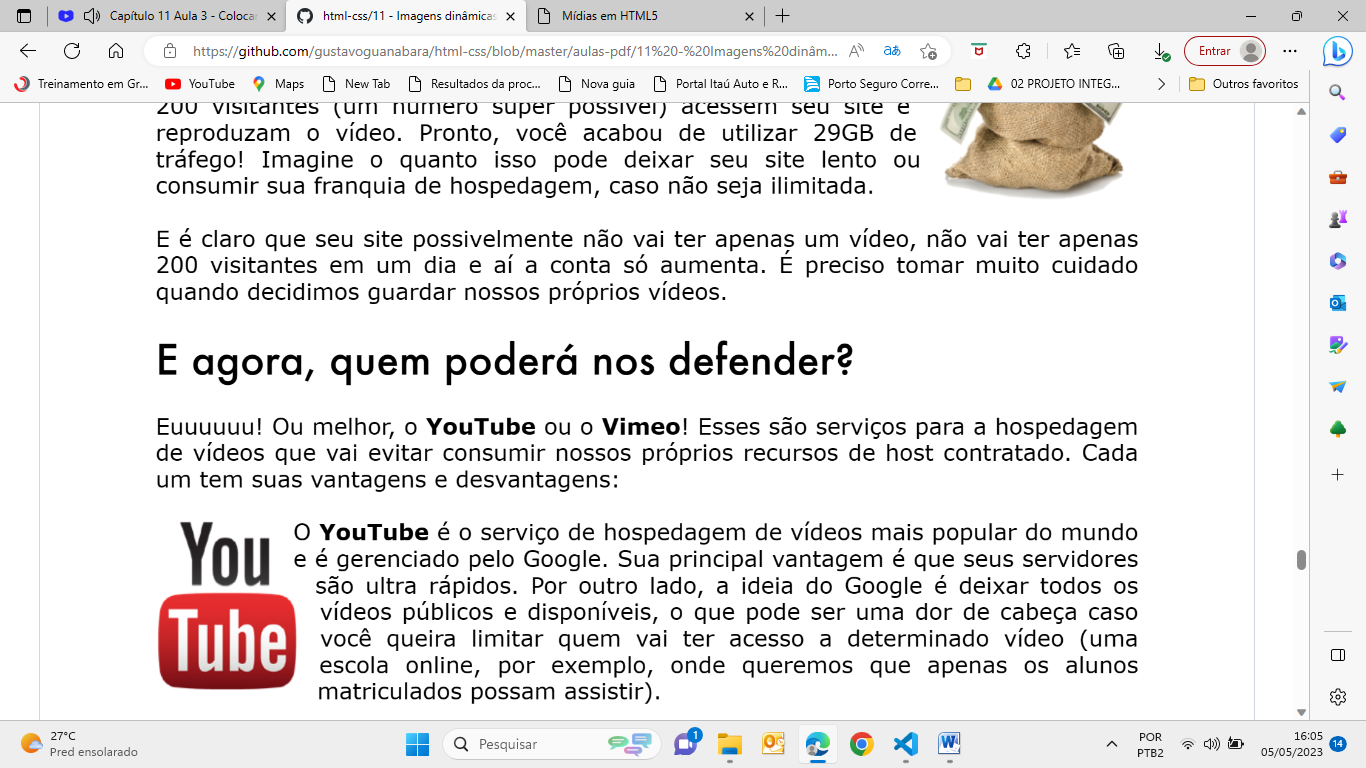 Capítulo 11 Aula 3 - Colocar
html-css/11 - Imagens dinâmicas
Mídias em HTML5
https://github.com/gustavoguanabara/html-css/blob/master/aulas-pdf/11%20-%20Imagens%20dinâm...
Entrar
Treinamento em Gr...
YouTube
Maps
New Tab
Resultados da proc...
Nova guia
Portal Itaú Auto e R...
Porto Seguro Corre...
02 PROJETO INTEG...
Outros favoritos
200 visitantes (um número super possível) acessem seu site e
reproduzam o vídeo. Pronto, você acabou de utilizar 29GB de
tráfego! Imagine o quanto isso pode deixar seu site lento ou
consumir sua franquia de hospedagem, caso não seja ilimitada.
E é claro que seu site possivelmente não vai ter apenas um vídeo, não vai ter apenas
200 visitantes em um dia e aí a conta só aumenta. É preciso tomar muito cuidado
quando decidimos guardar nossos próprios vídeos.
E agora, quem poderá nos defender?
Euuuuuu! Ou melhor, o YouTube ou o Vimeo! Esses são serviços para a hospedagem
de vídeos que vai evitar consumir nossos próprios recursos de host contratado. Cada
um tem suas vantagens e desvantagens:
You
Tube
O YouTube é o serviço de hospedagem de vídeos mais popular do mundo
e é gerenciado pelo Google. Sua principal vantagem é que seus servidores
são ultra rápidos. Por outro lado, a ideia do Google é deixar todos os
vídeos públicos e disponíveis, o que pode ser uma dor de cabeça caso
você queira limitar quem vai ter acesso a determinado vídeo (uma
escola online, por exemplo, onde queremos que apenas os alunos
matriculados possam assistir).
27°C
Pred ensolarado
Pesquisar
1
POR
PTB2
16:05
05/05/2023
14